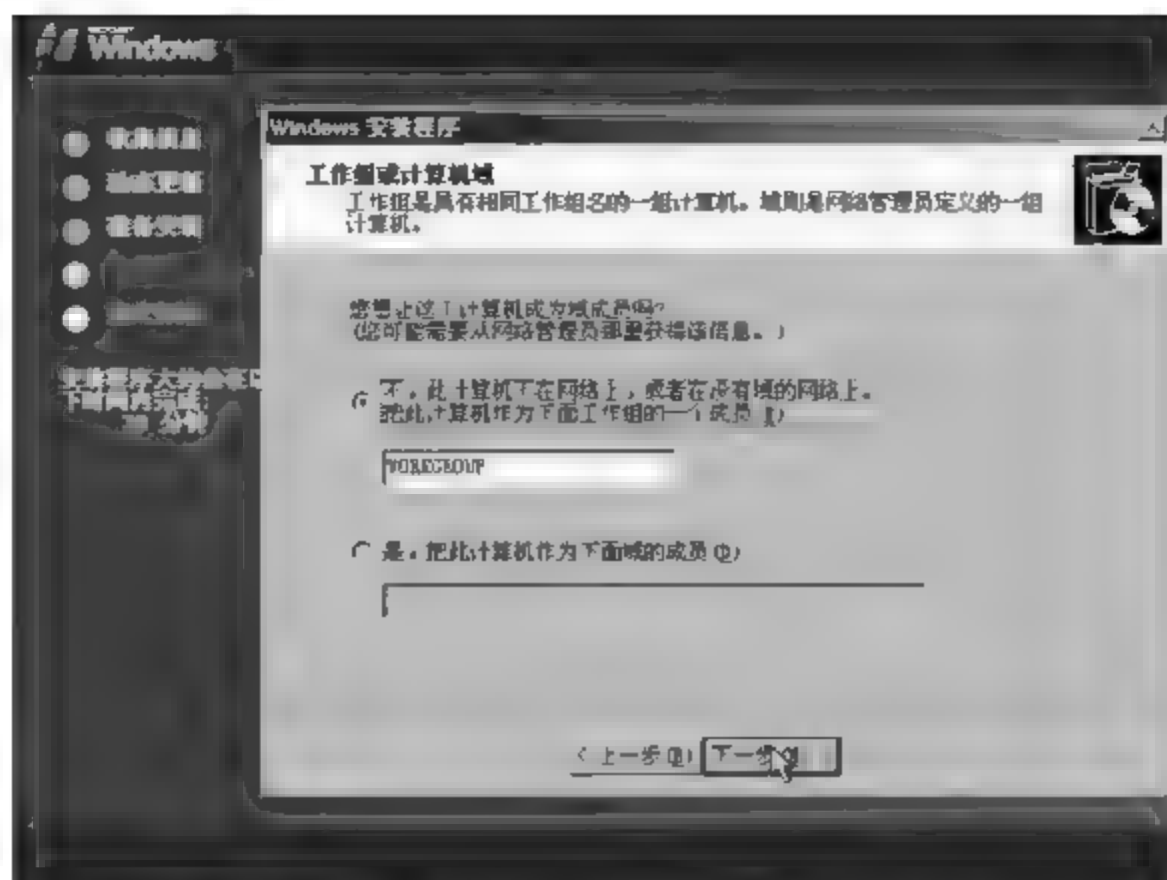 Windows
Windows 安装程序
工作组或计算机域
工作组是具有相同工作组名的一组计算机。域则是网络管理员定义的一组
计算机。
您想让这个计算机成为域成员吗?
(您可能需要从网络管理员那里获得该信息。)
不，此计算机不在网络上，或者在没有域的网络上。
把此计算机作为下面工作组的一个成员
WORKGROUP
是，把此计算机作为下面域的成员(D)
<上一步(B)
下一步